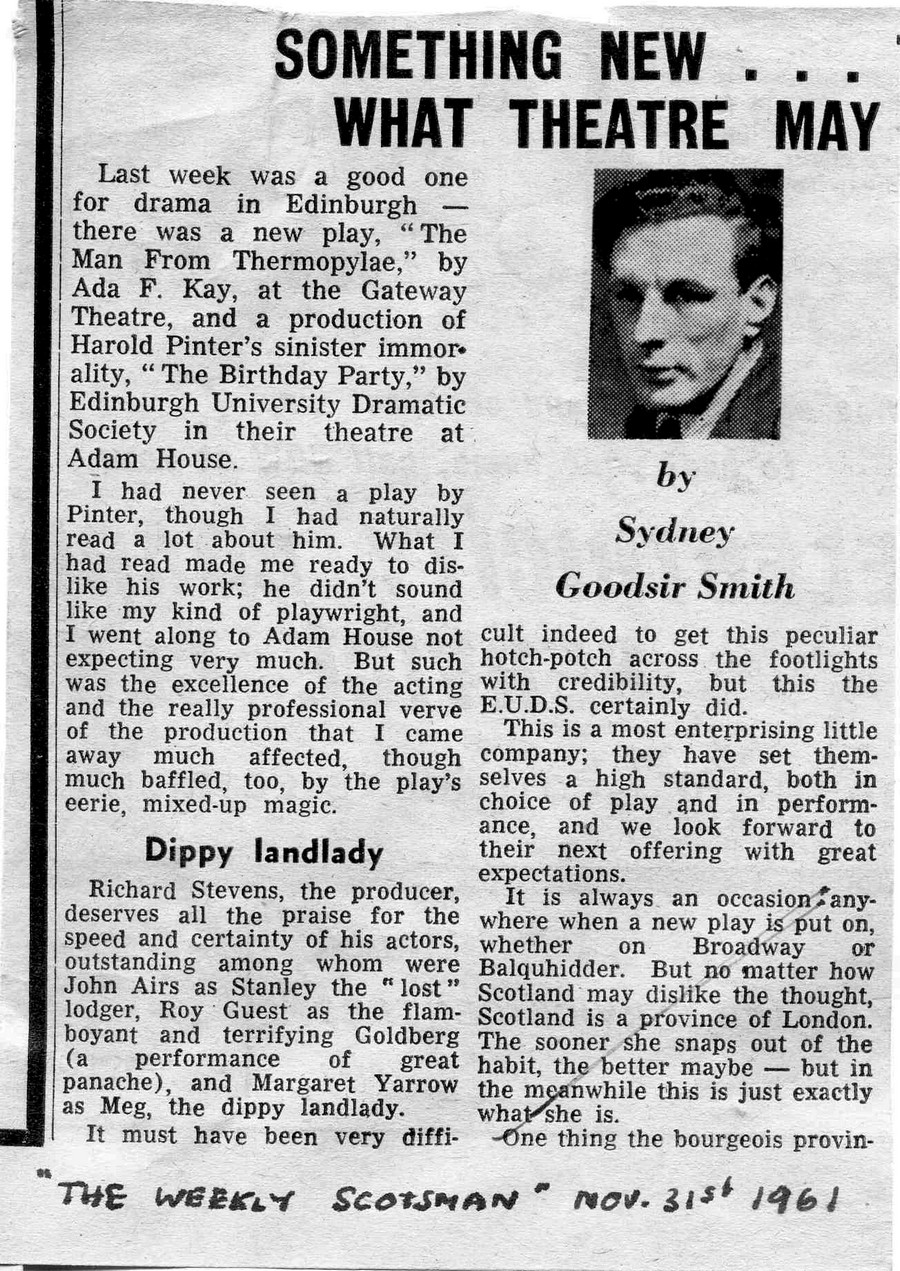 SOMETHING NEW . . .
WHAT THEATRE MAY
Last week was a good one
for drama in Edinburgh —
there was a new play, “The
Man From Thermopylae,” by
Ada F. Kay, at the Gateway
Theatre, and a production of
Harold Pinter’s sinister immor-
ality, “The Birthday Party,” by
Edinburgh University Dramatic
Society in their theatre at
Adam House.
I had never seen a play by
Pinter, though I had naturally
read a lot about him. What I
had read made me ready to dis-
like his work; he didn’t sound
like my kind of playwright, and
I went along to Adam House not
expecting very much. But such
was the excellence of the acting
and the really professional verve
of the production that I came
away much affected, though
much baffled, too, by the play’s
eerie, mixed-up magic.
Dippy landlady
Richard Stevens, the producer,
deserves all the praise for the
speed and certainty of his actors,
outstanding among whom were
John Airs as Stanley the “lost”
lodger, Roy Guest as the flam-
boyant and terrifying Goldberg
(a performance of great
panache), and Margaret Yarrow
as Meg, the dippy landlady.
It must have been very diffi-
by
Sydney
Goodsir Smith
cult indeed to get this peculiar
hotch-potch across the footlights
with credibility, but this the
E.U.D.S. certainly did.
This is a most enterprising little
company; they have set them-
selves a high standard, both in
choice of play and in perform-
ance, and we look forward to
their next offering with great
expectations.
It is always an occasion any-
where when a new play is put on,
whether on Broadway or
Balquhidder. But no matter how
Scotland may dislike the thought,
Scotland is a province of London.
The sooner she snaps out of the
habit, the better maybe — but in
the meanwhile this is just exactly
what she is.
One thing the bourgeois provin-
"THE WEEKLY SCOTSMAN" NOV. 31st 1961